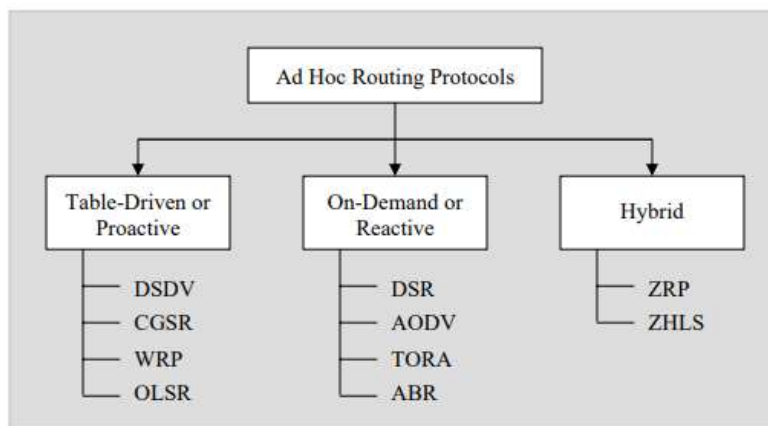 Ad Hoc Routing Protocols
Table-Driven or
Proactive
DSDV
CGSR
WRP
OLSR
On-Demand or
Reactive
DSR
AODV
TORA
ABR
Hybrid
ZRP
ZHLS